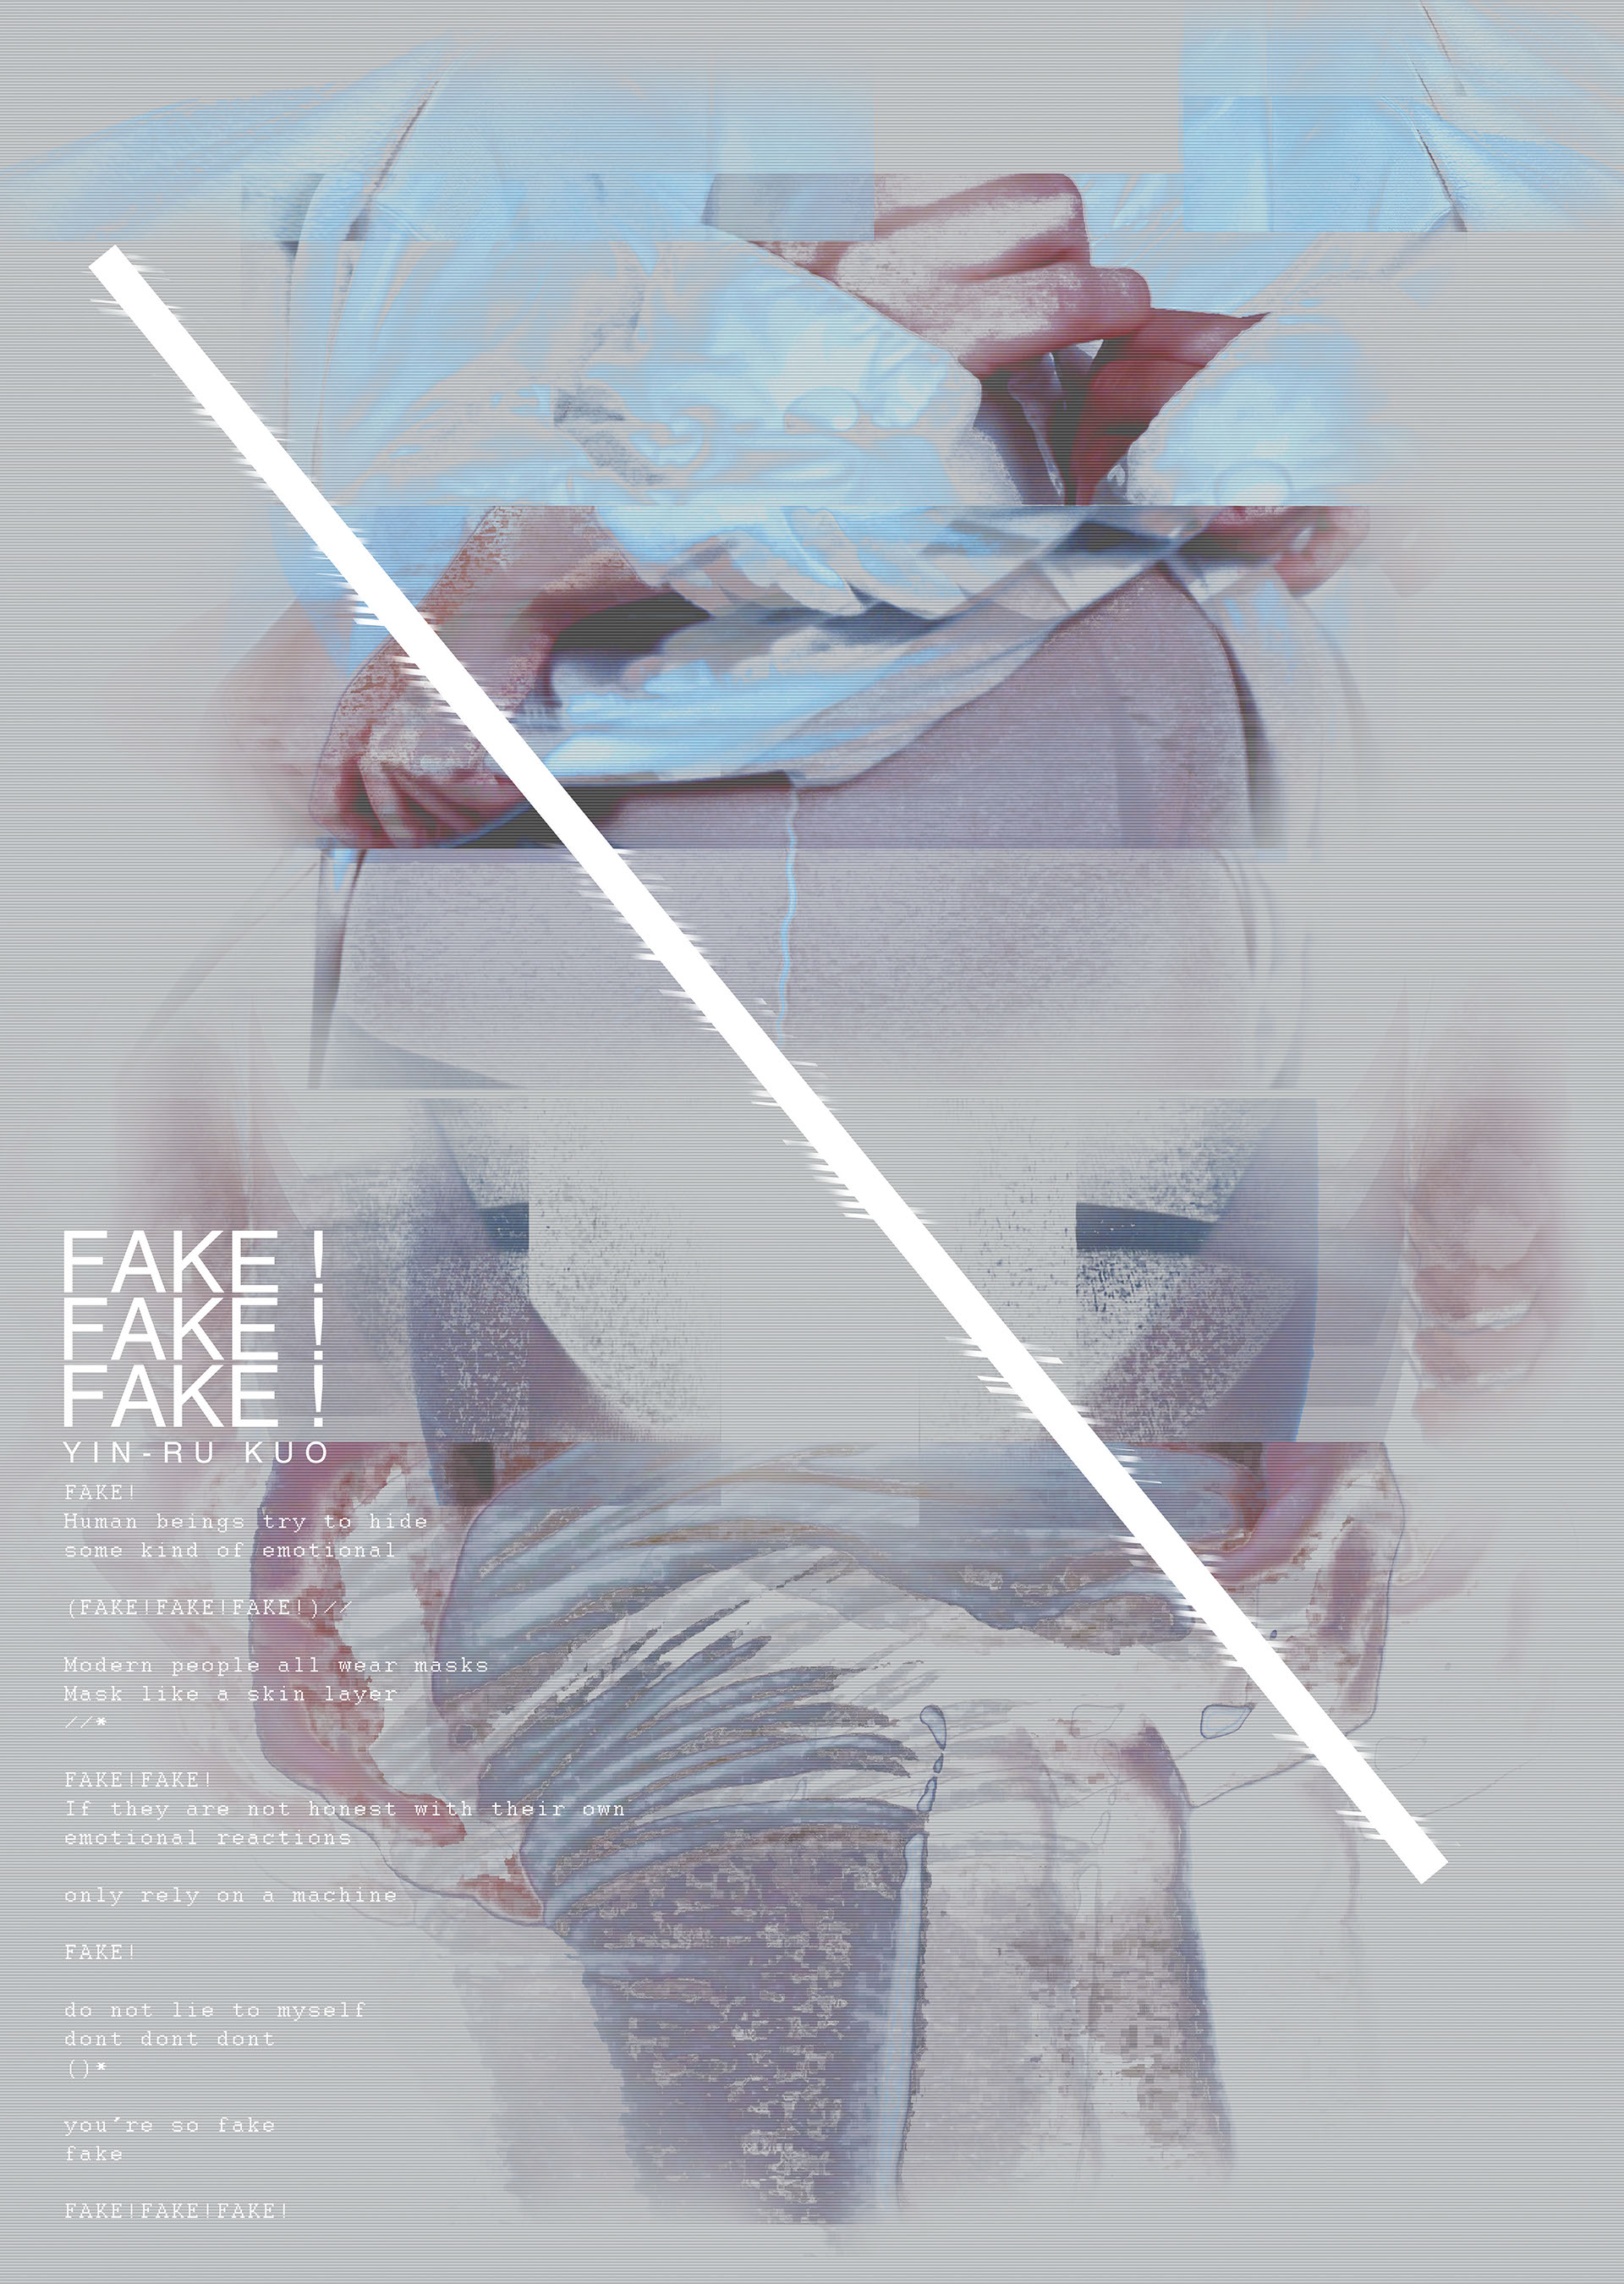 FAKE !
FAKE !
FAKE !
YIN-RU KUO
FAKE!
Human beings try to hide
some kind of emotional
(FAKE!FAKE!FAKE!)//
Modern people all wear masks
Mask like a skin layer
//*
FAKE!FAKE!
If they are not honest with their own
emotional reactions
only rely on a machine
FAKE!
do not lie to myself
dont dont dont
()*
you´re so fake
fake
FAKE!FAKE!FAKE!